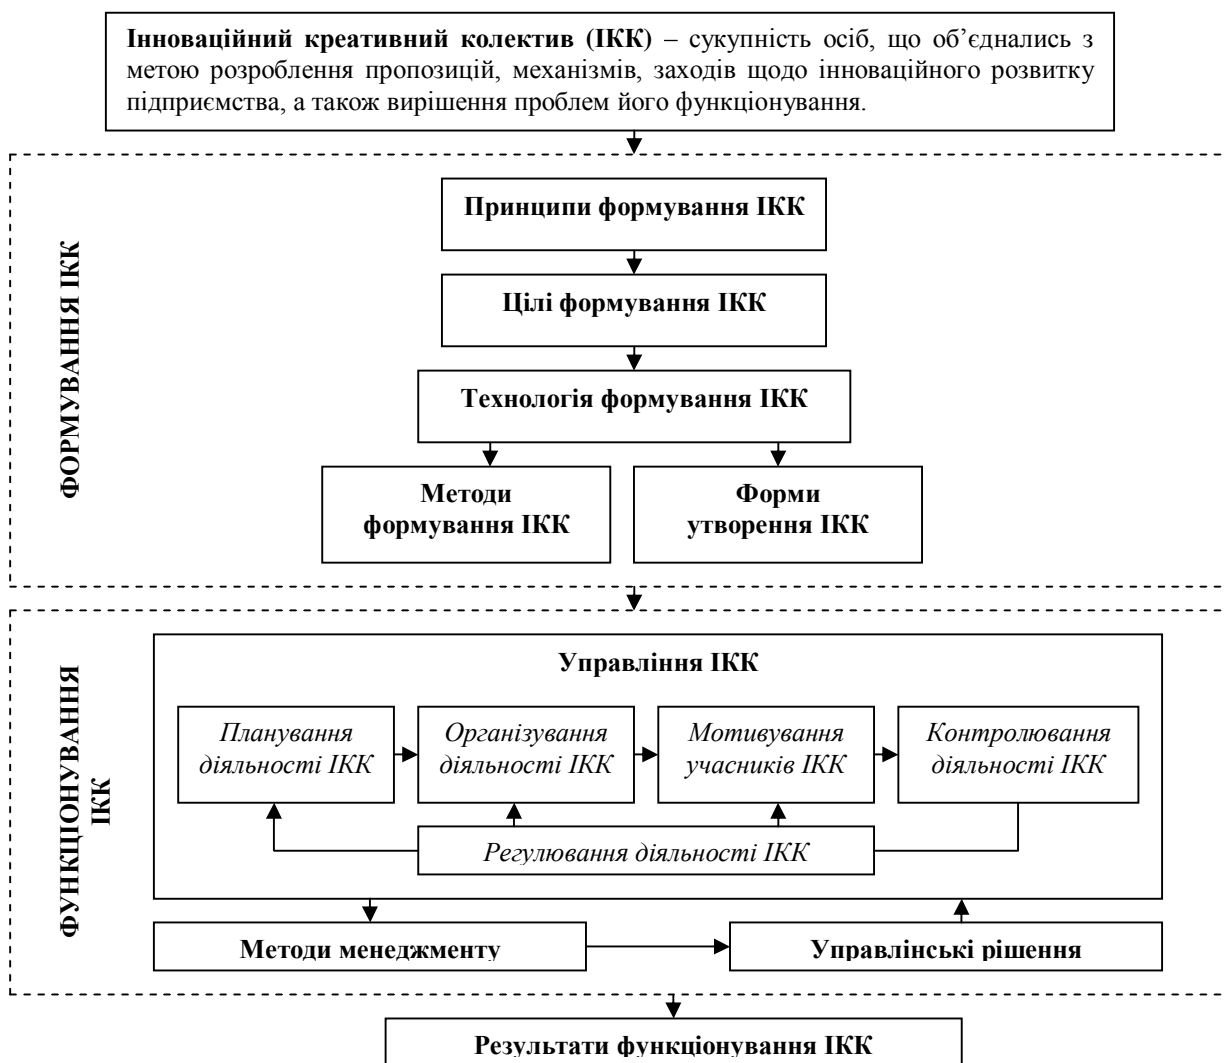 Інноваційний креативний колектив (ІКК) – сукупність осіб, що об’єднались з
метою розроблення пропозицій, механізмів, заходів щодо інноваційного розвитку
підприємства, а також вирішення проблем його функціонування.
ФОРМУВАННЯ ІКК
Принципи формування ІКК
Цілі формування ІКК
Технологія формування ІКК
Методи
формування ІКК
Форми
утворення ІКК
ФУНКЦІОНУВАННЯ
ІКК
Управління ІКК
Планування
діяльності ІКК
Організування
діяльності ІКК
Мотивування
учасників ІКК
Контролювання
діяльності ІКК
Регулювання діяльності ІКК
Методи менеджменту
Управлінські рішення
Результати функціонування ІКК